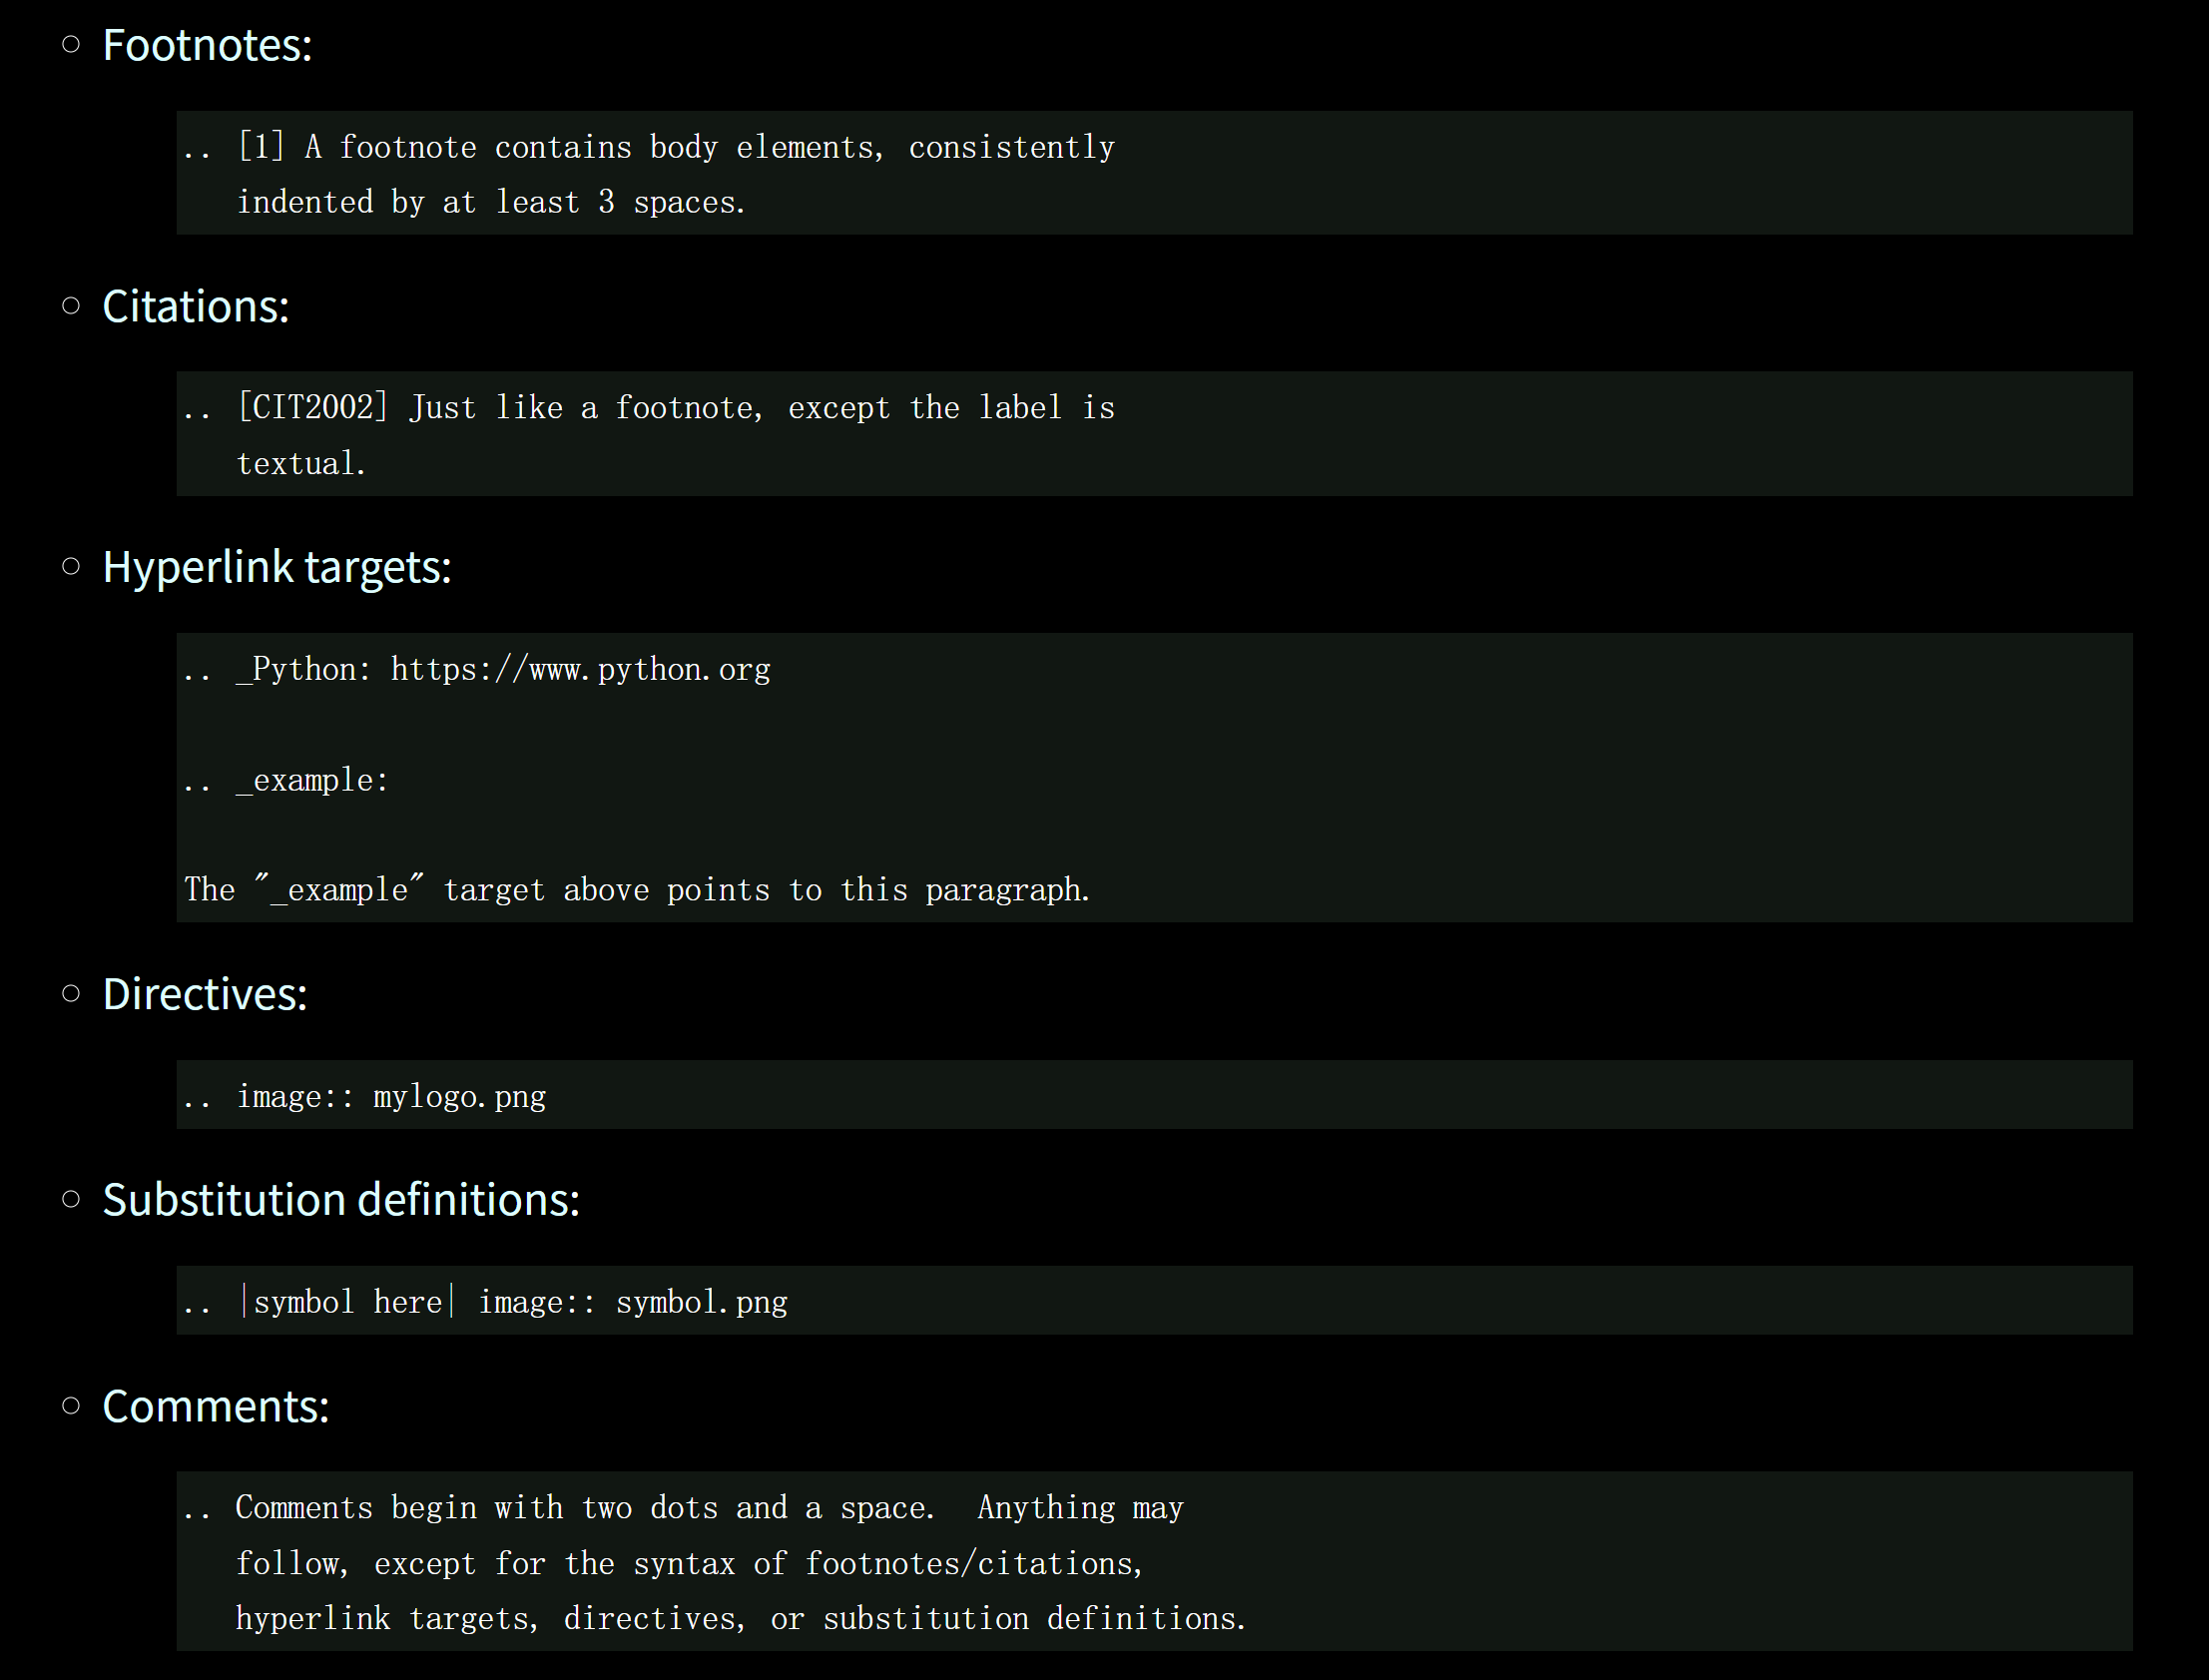 Footnotes:
.. [1] A footnote contains body elements, consistently
   indented by at least 3 spaces.
Citations:
.. [CIT2002] Just like a footnote, except the label is
   textual.
Hyperlink targets:
.. _Python: https://www.python.org
.. _example:
The "_example" target above points to this paragraph.
Directives:
.. image:: mylogo.png
Substitution definitions:
.. |symbol here| image:: symbol.png
Comments:
.. Comments begin with two dots and a space.  Anything may
   follow, except for the syntax of footnotes/citations,
   hyperlink targets, directives, or substitution definitions.